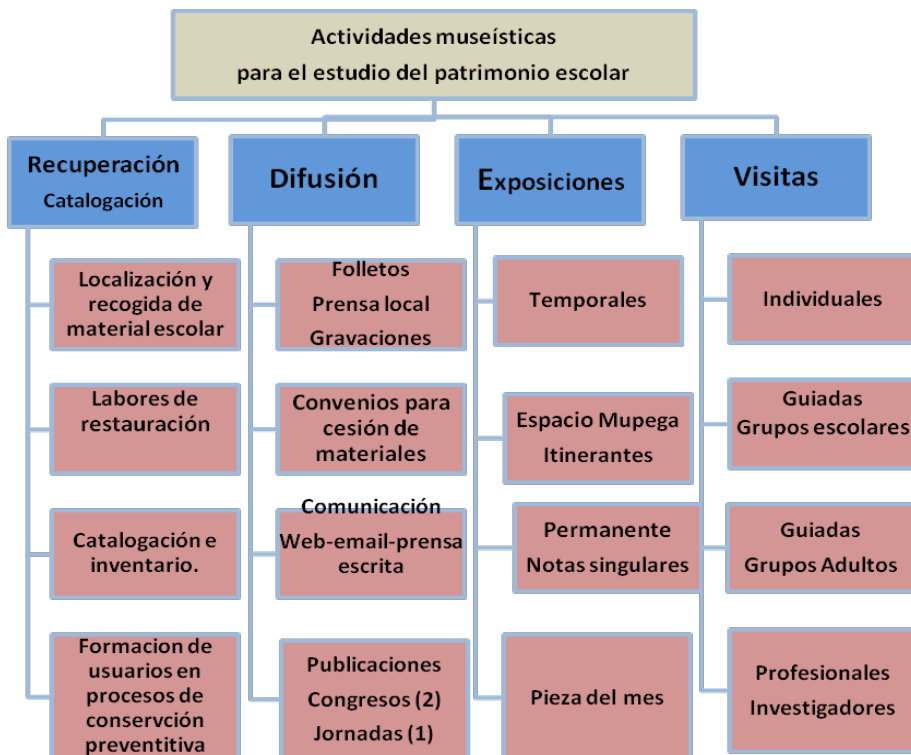 Actividades museísticas
para el estudio del patrimonio escolar
Recuperación
Catalogación
Localización y
recogida de
material escolar
Labores de
restauración
Catalogación e
inventario.
Formacion de
usuarios en
procesos de
conservción
preventitiva
Difusión
Folletos
Prensa local
Gravaciones
Convenios para
cesión de
materiales
Comunicación
Web-email-prensa
escrita
Publicaciones
Congresos (2)
Jornadas (1)
Exposiciones
Temporales
Espacio Mupega
Itinerantes
Permanente
Notas singulares
Pieza del mes
Visitas
Individuales
Guiadas
Grupos escolares
Guiadas
Grupos Adultos
Profesionales
Investigadores